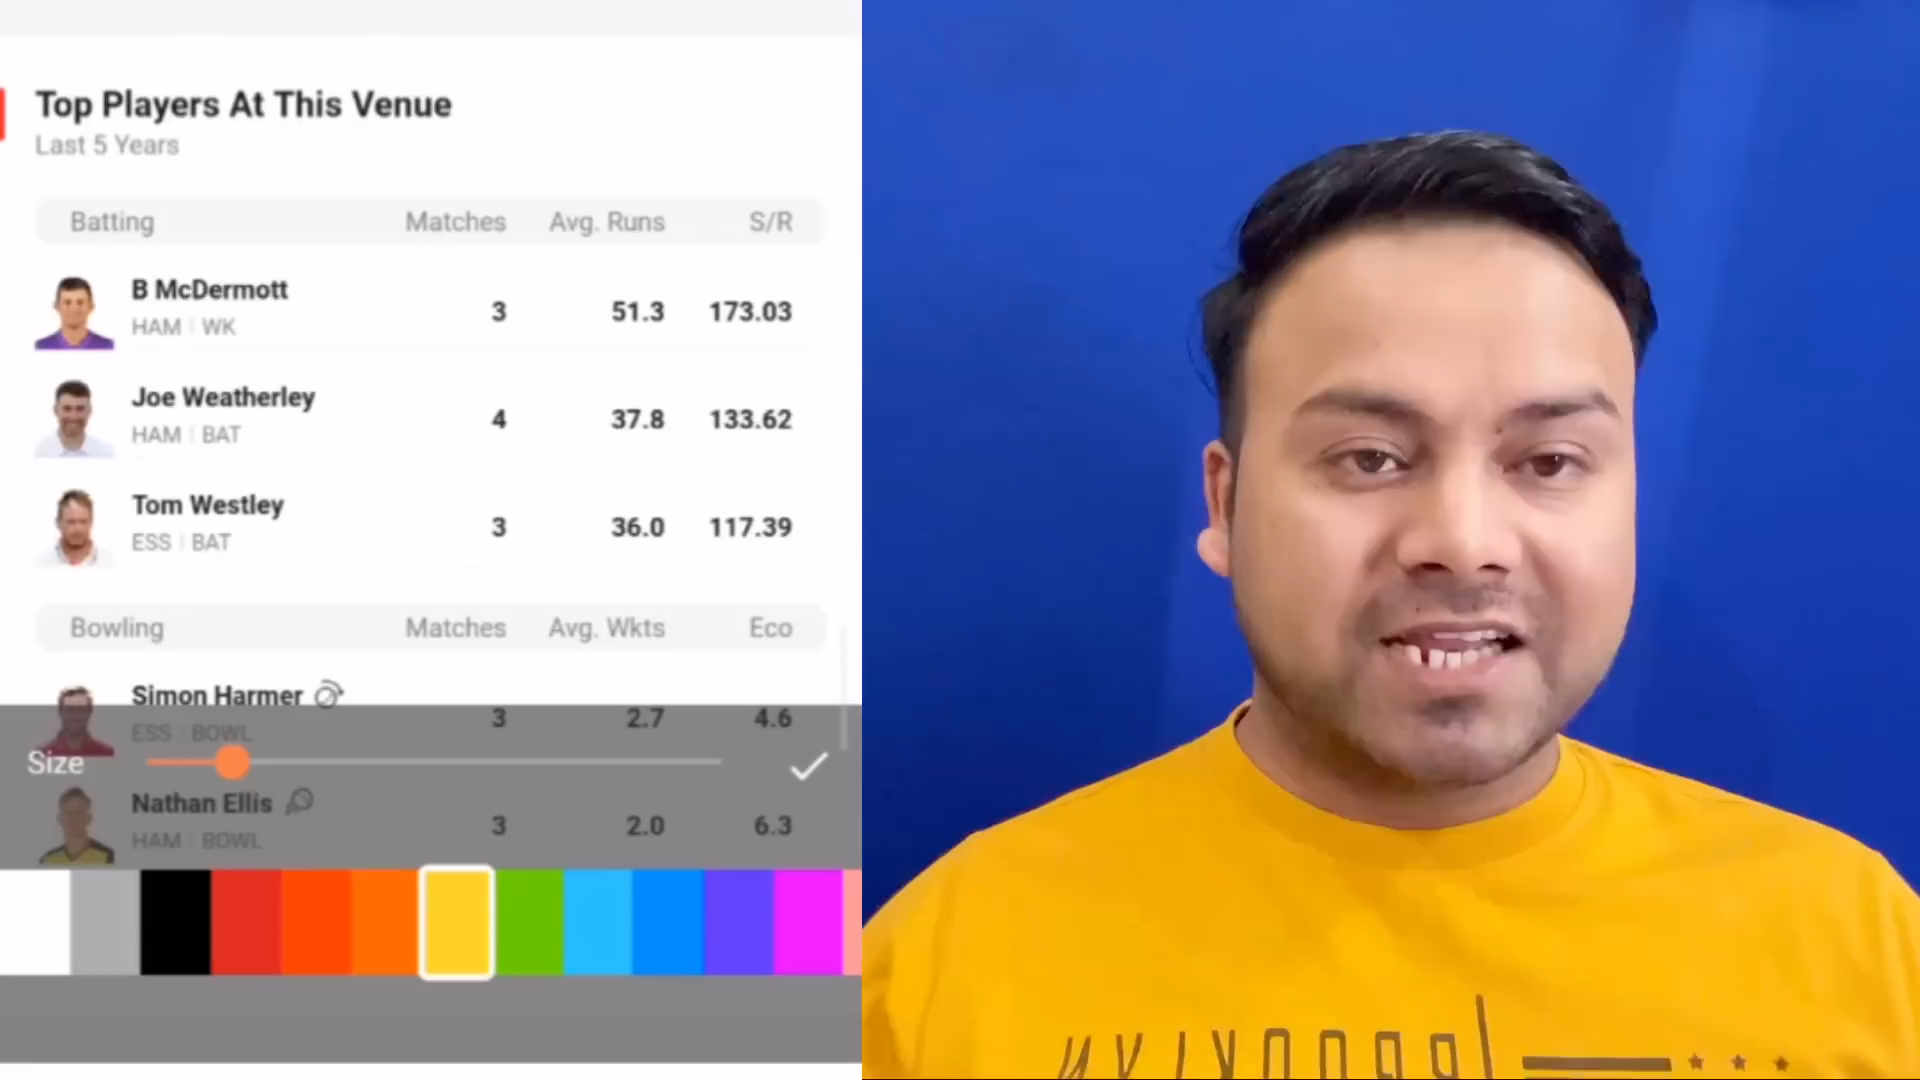 Top Players At This Venue
Last 5 Years
Batting Matches Avg. Runs S/R
B McDermott
HAM | WK 3 51.3 173.03
Joe Weatherley
HAM | BAT 4 37.8 133.62
Tom Westley
ESS | BAT 3 36.0 117.39
Bowling Matches Avg. Wkts Eco
Simon Harmer
ESS | BOWL 3 2.7 4.6
Size
Nathan Ellis
HAM | BOWL 3 2.0 6.3